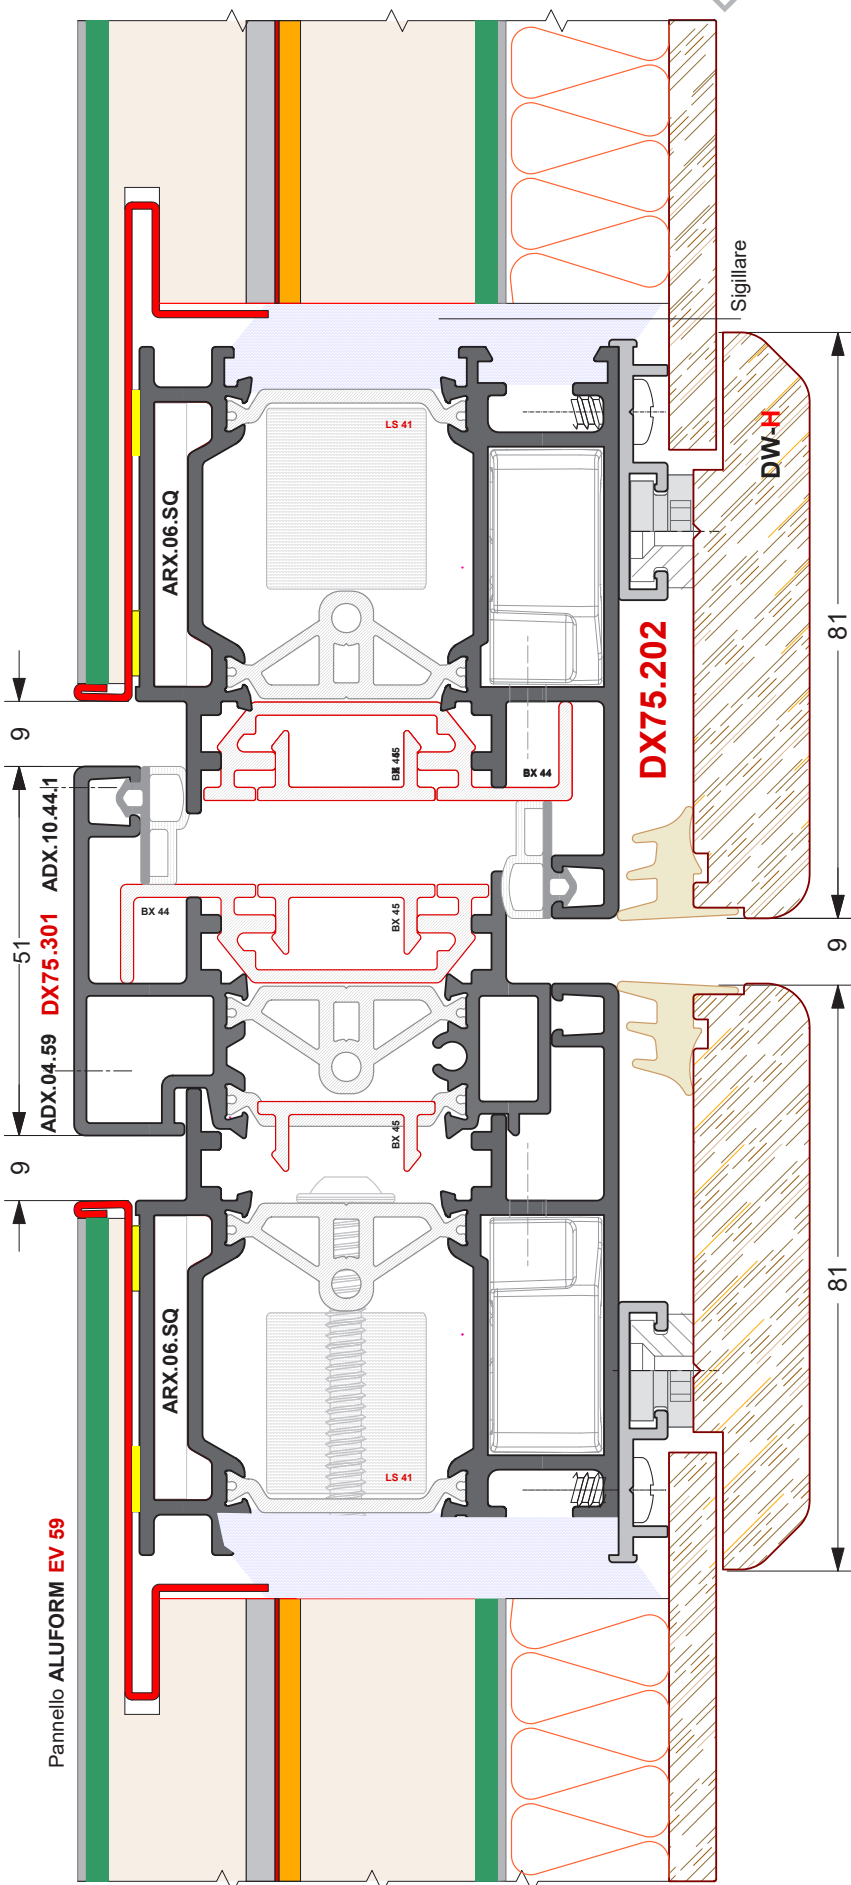 Sigillare
DW-H
ARX.06.SQ
LS 41
81
DX75.202
9
BX 44
ADX.10.44.1
DX75.301
51
ADX.04.59
BX 44
BX 45
9
BX 45
9
ARX.06.SQ
LS 41
81
Pannello ALUFORM EV 59